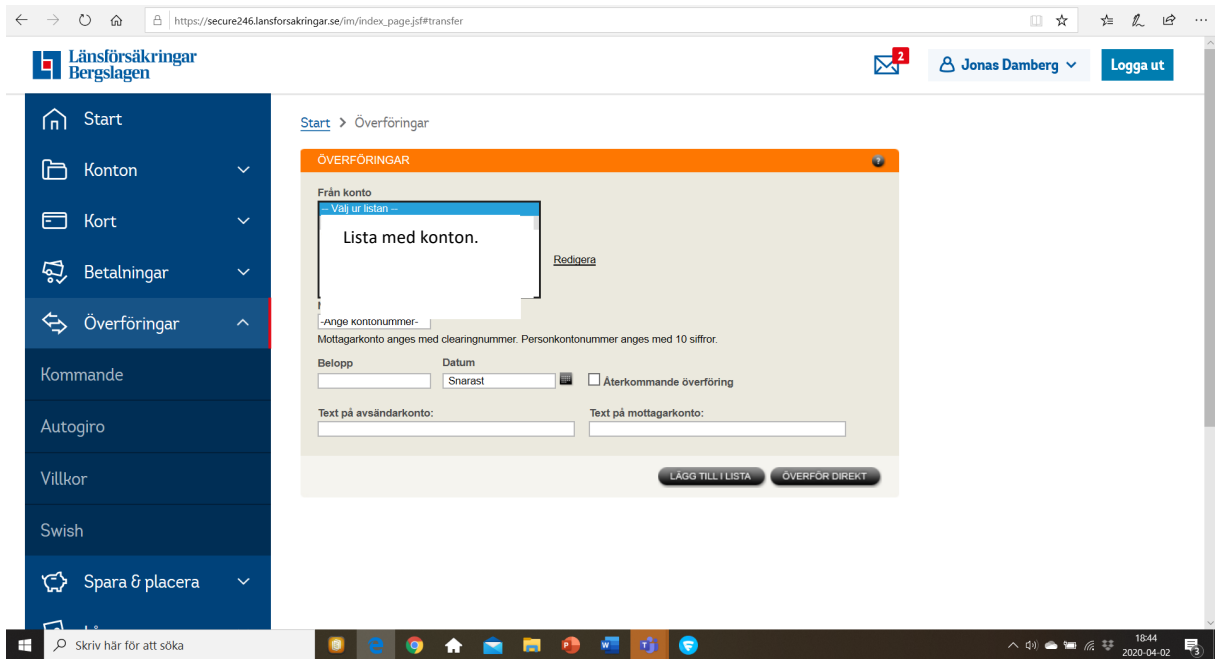 https://secure246.lansforsakringar.se/im/index_page.jsf#transfer
Länsförsäkringar
Bergslagen
2
Jonas Damberg
Logga ut
Start
Konton
Kort
Betalningar
Överföringar
Kommande
Autogiro
Villkor
Swish
Spara & placera
Start > Överföringar
ÖVERFÖRINGAR
?
Från konto
-- Välj ur listan --
Lista med konton.
Redigera
-Ange kontonummer-
Mottagarkonto anges med clearingnummer. Personkontonummer anges med 10 siffror.
Belopp Datum
Snarast Återkommande överföring
Text på avsändarkonto: Text på mottagarkonto:
LÄGG TILL I LISTA ÖVERFÖR DIREKT
Skriv här för att söka
18:44
2020-04-02
3